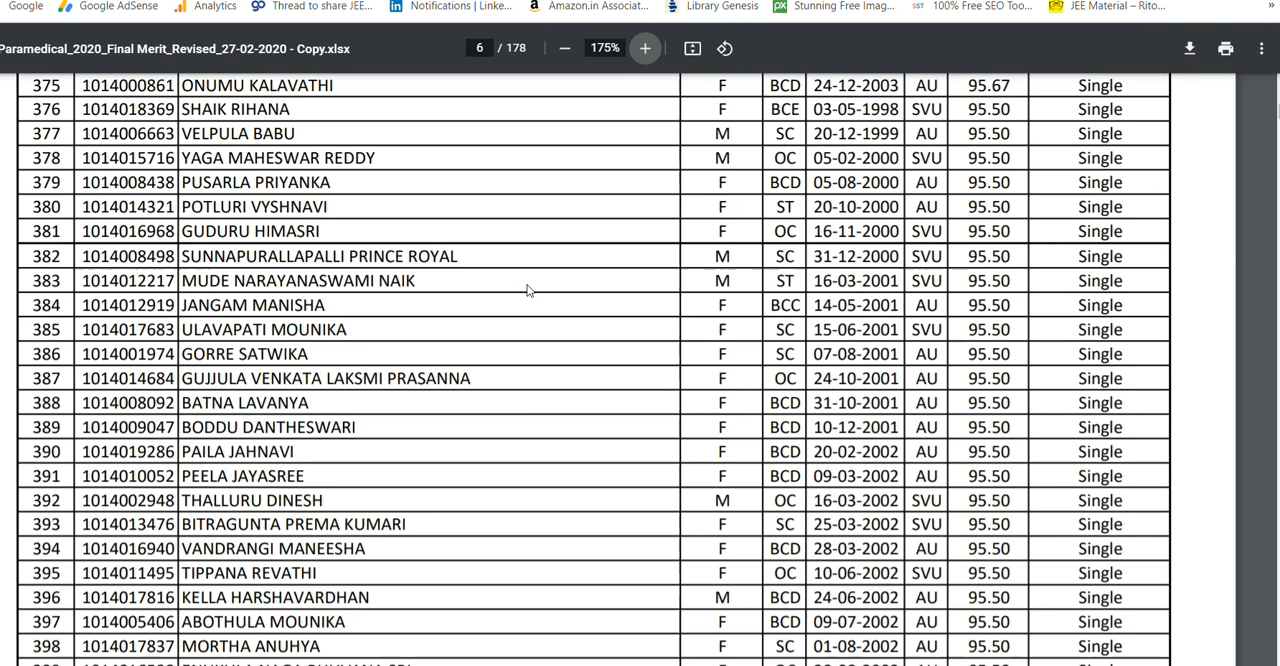 Google Google AdSense Analytics Thread to share JEE... Notifications | Linke... Amazon.in Associat... Library Genesis Stunning Free Imag... SST 100% Free SEO Too... JEE Material – Rito... »
Paramedical_2020_Final Merit_Revised_27-02-2020 - Copy.xlsx 6 / 178 175%
375 1014000861 ONUMU KALAVATHI F BCD 24-12-2003 AU 95.67 Single
376 1014018369 SHAIK RIHANA F BCE 03-05-1998 SVU 95.50 Single
377 1014006663 VELPULA BABU M SC 20-12-1999 AU 95.50 Single
378 1014015716 YAGA MAHESWAR REDDY M OC 05-02-2000 SVU 95.50 Single
379 1014008438 PUSARLA PRIYANKA F BCD 05-08-2000 AU 95.50 Single
380 1014014321 POTLURI VYSHNAVI F ST 20-10-2000 AU 95.50 Single
381 1014016968 GUDURU HIMASRI F OC 16-11-2000 SVU 95.50 Single
382 1014008498 SUNNAPURALLAPALLI PRINCE ROYAL M SC 31-12-2000 SVU 95.50 Single
383 1014012217 MUDE NARAYANASWAMI NAIK M ST 16-03-2001 SVU 95.50 Single
384 1014012919 JANGAM MANISHA F BCC 14-05-2001 AU 95.50 Single
385 1014017683 ULAVAPATI MOUNIKA F SC 15-06-2001 SVU 95.50 Single
386 1014001974 GORRE SATWIKA F SC 07-08-2001 AU 95.50 Single
387 1014014684 GUJJULA VENKATA LAKSMI PRASANNA F OC 24-10-2001 AU 95.50 Single
388 1014008092 BATNA LAVANYA F BCD 31-10-2001 AU 95.50 Single
389 1014009047 BODDU DANTHESWARI F BCD 10-12-2001 AU 95.50 Single
390 1014019286 PAILA JAHNAVI F BCD 20-02-2002 AU 95.50 Single
391 1014010052 PEELA JAYASREE F BCD 09-03-2002 AU 95.50 Single
392 1014002948 THALLURU DINESH M OC 16-03-2002 SVU 95.50 Single
393 1014013476 BITRAGUNTA PREMA KUMARI F SC 25-03-2002 SVU 95.50 Single
394 1014016940 VANDRANGI MANEESHA F BCD 28-03-2002 AU 95.50 Single
395 1014011495 TIPPANA REVATHI F OC 10-06-2002 SVU 95.50 Single
396 1014017816 KELLA HARSHAVARDHAN M BCD 24-06-2002 AU 95.50 Single
397 1014005406 ABOTHULA MOUNIKA F BCD 09-07-2002 AU 95.50 Single
398 1014017837 MORTHA ANUHYA F SC 01-08-2002 AU 95.50 Single